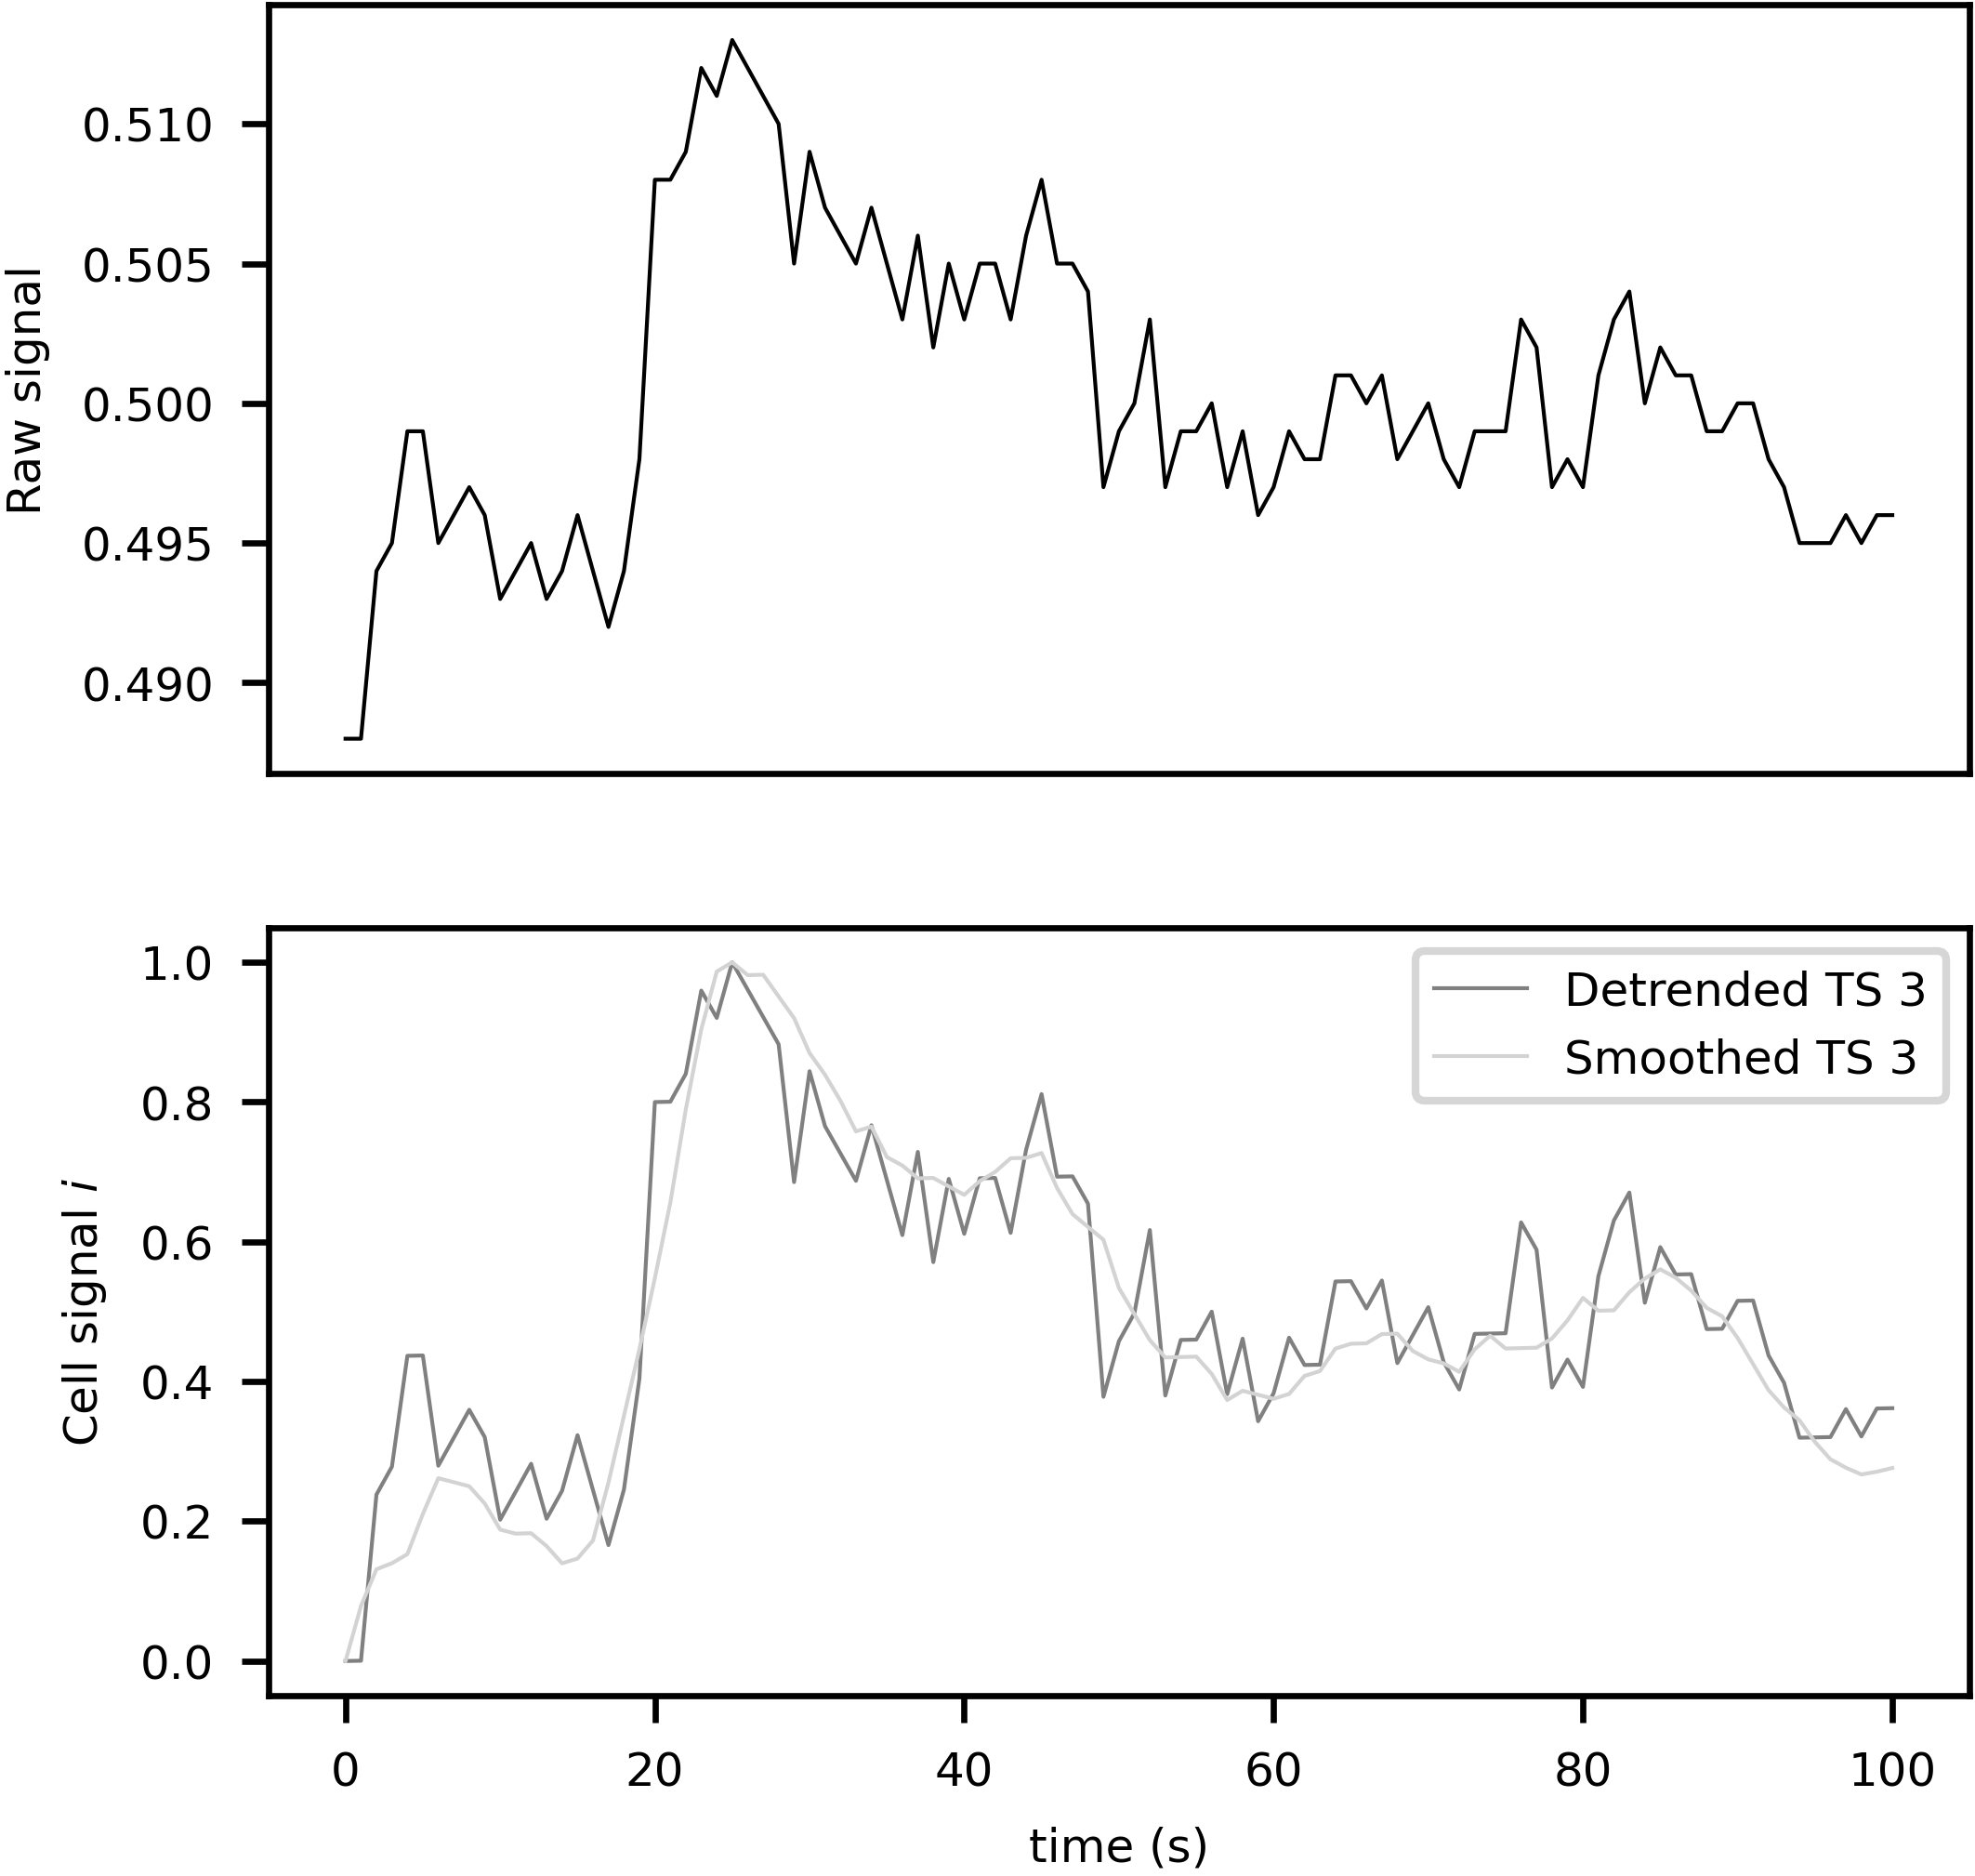 Raw signal
0.510
0.505
0.500
0.495
0.490
Cell signal i
1.0
0.8
0.6
0.4
0.2
0.0
Detrended TS 3
Smoothed TS 3
0 20 40 60 80 100
time (s)